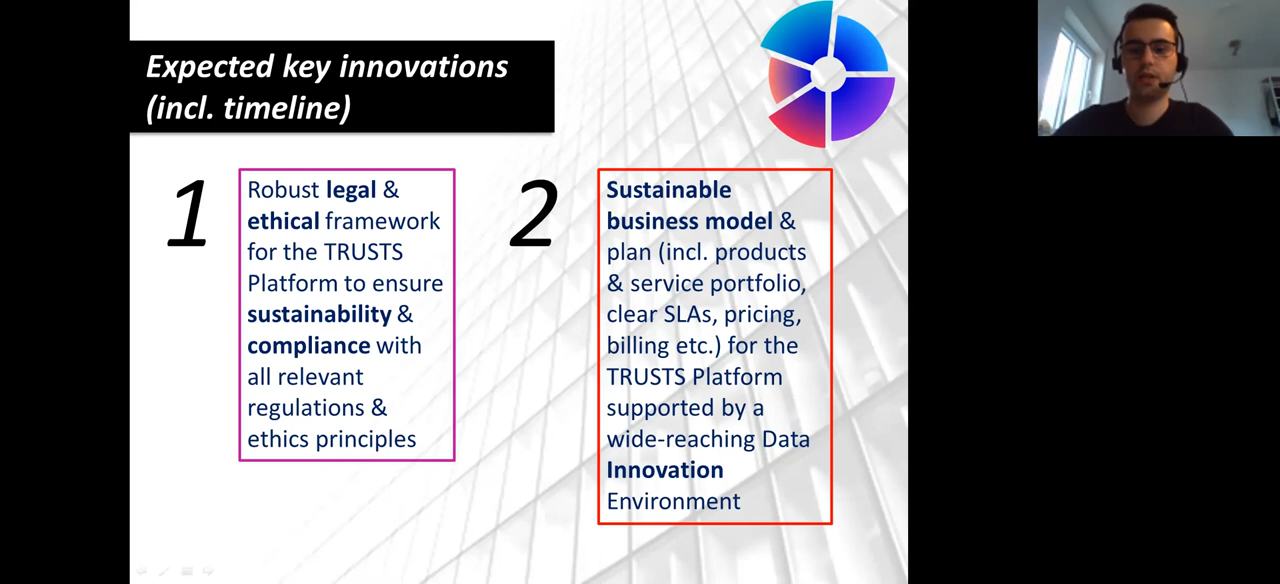 Expected key innovations
(incl. timeline)
1
Robust legal &
ethical framework
for the TRUSTS
Platform to ensure
sustainability &
compliance with
all relevant
regulations &
ethics principles
2
Sustainable
business model &
plan (incl. products
& service portfolio,
clear SLAs, pricing,
billing etc.) for the
TRUSTS Platform
supported by a
wide-reaching Data
Innovation
Environment